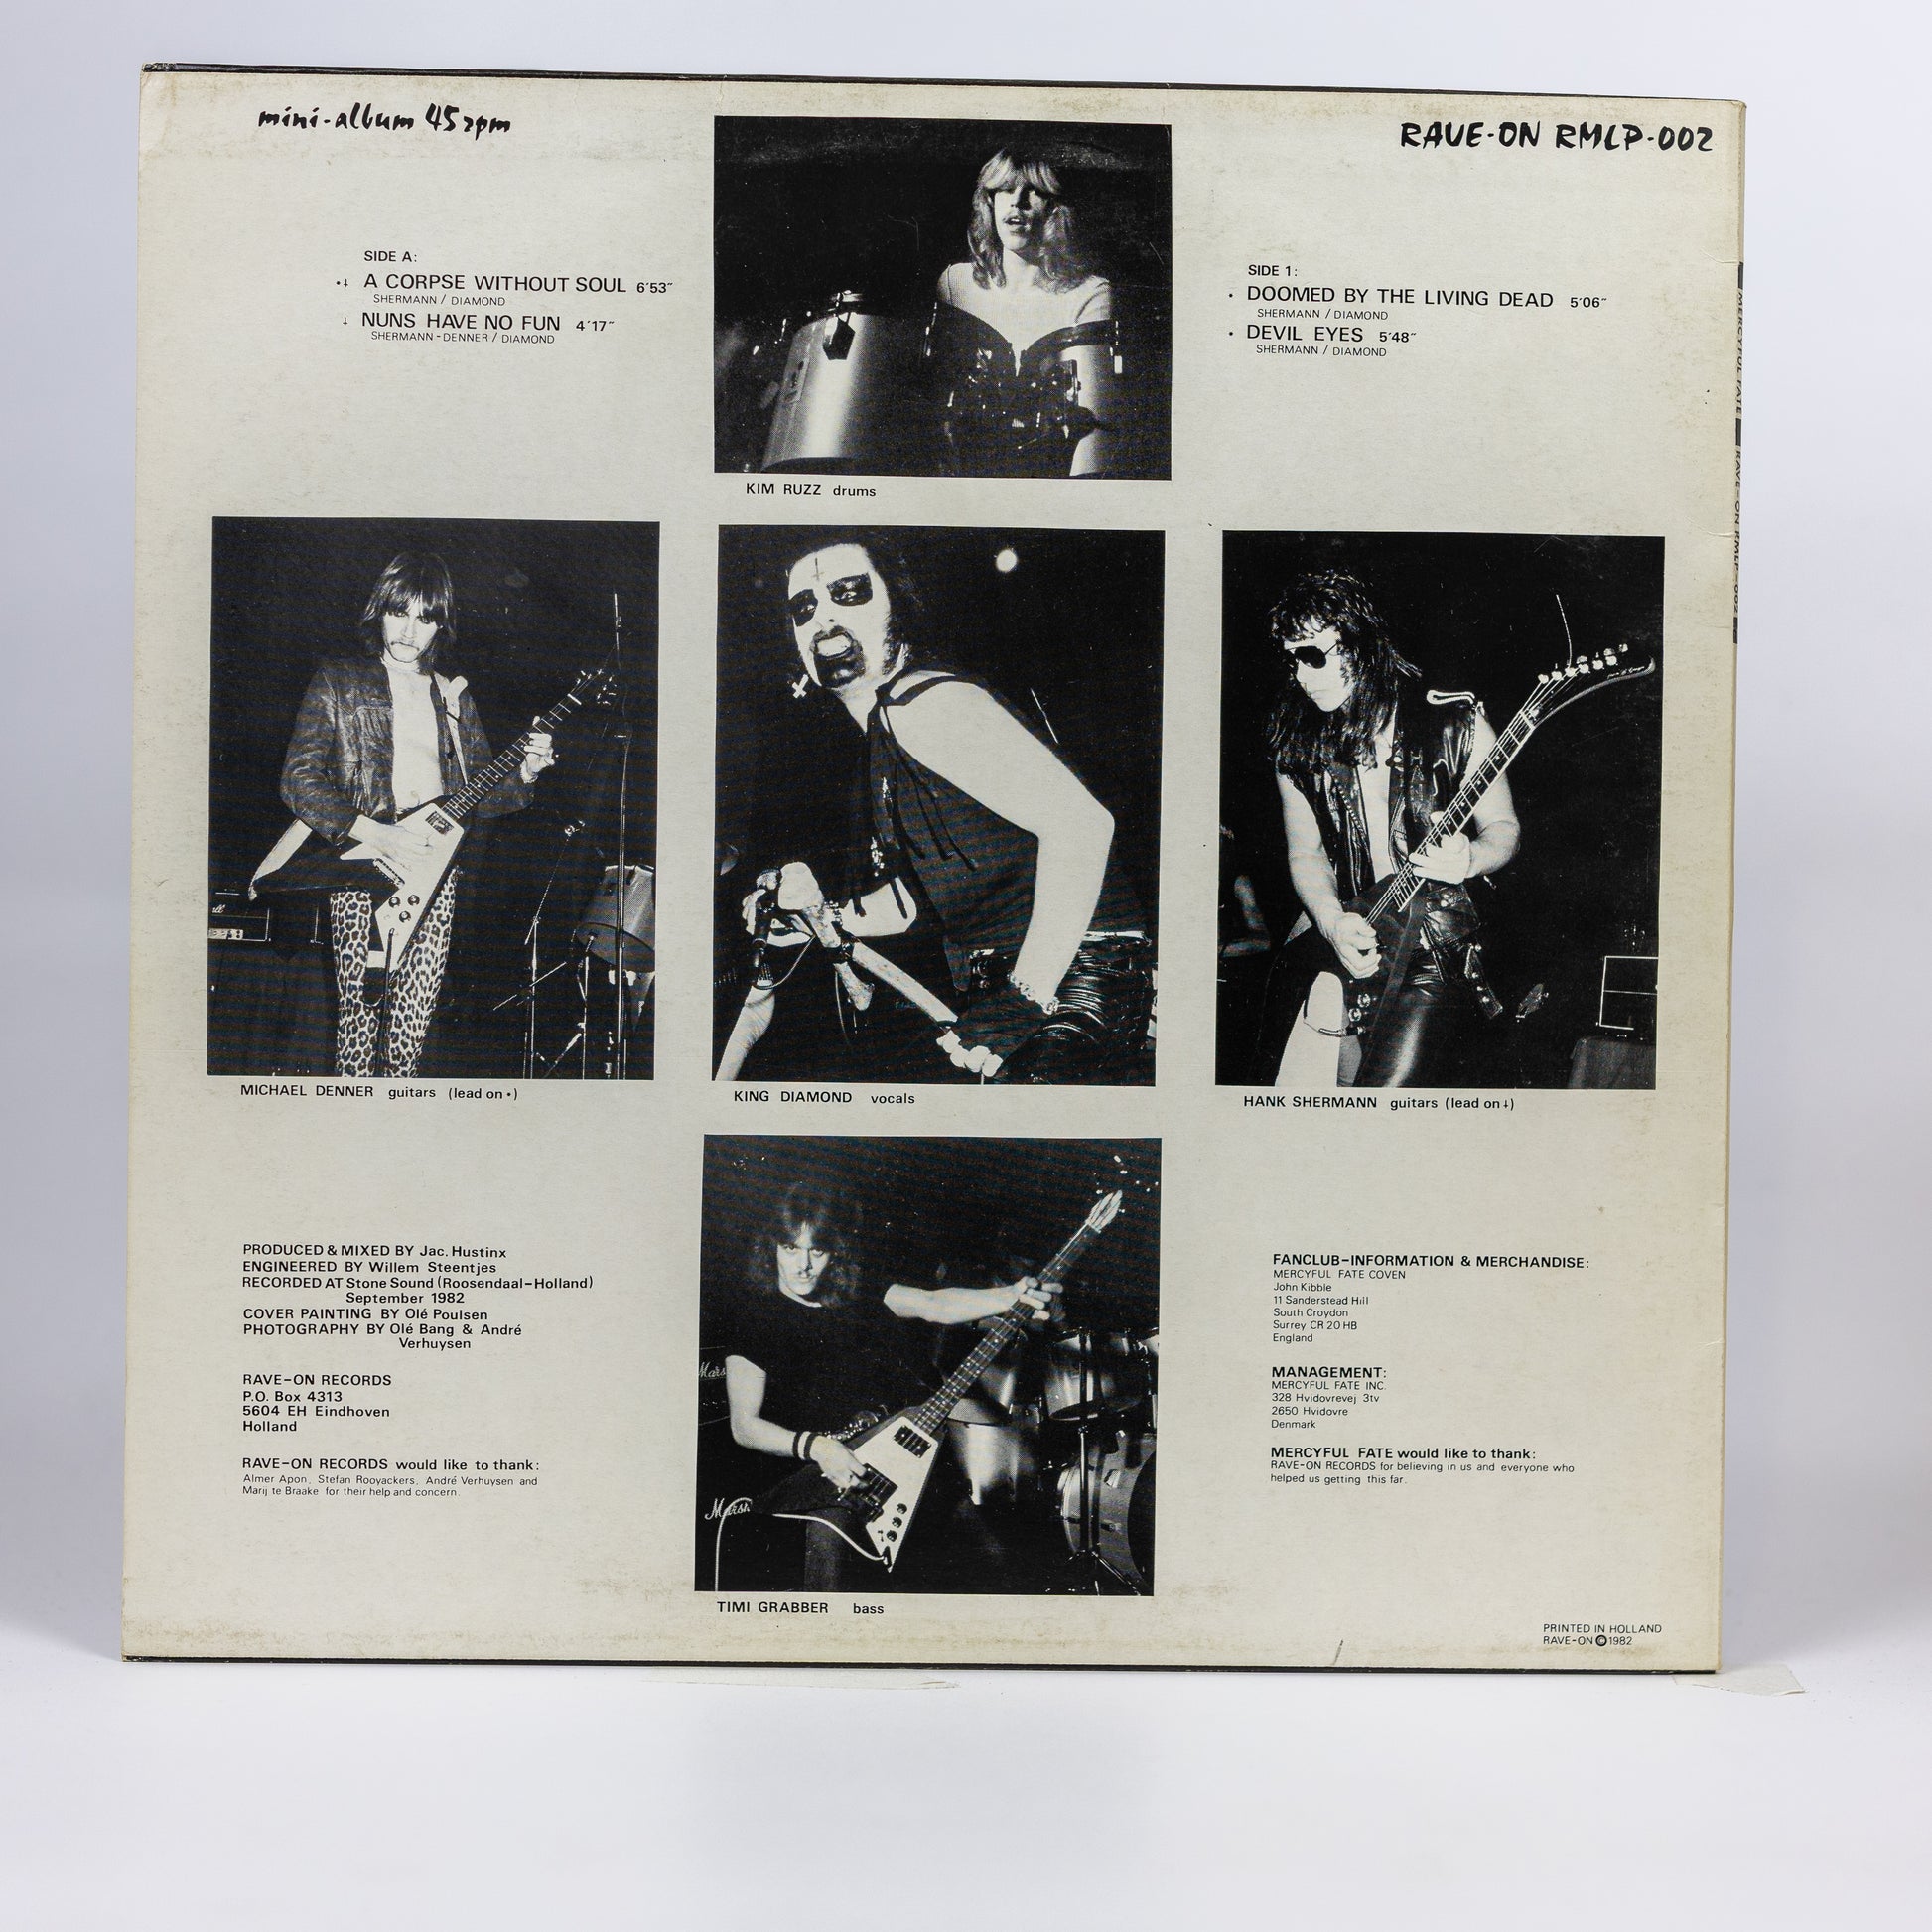 mini-album 45rpm
RAVE-ON RMLP-002
SIDE A:
•↓ A CORPSE WITHOUT SOUL 6'53"
SHERMANN / DIAMOND
↓ NUNS HAVE NO FUN 4'17"
SHERMANN-DENNER / DIAMOND
SIDE 1:
• DOOMED BY THE LIVING DEAD 5'06"
SHERMANN / DIAMOND
• DEVIL EYES 5'48"
SHERMANN / DIAMOND
KIM RUZZ drums
MICHAEL DENNER guitars (lead on •)
KING DIAMOND vocals
HANK SHERMANN guitars (lead on ↓)
PRODUCED & MIXED BY Jac. Hustinx
ENGINEERED BY Willem Steentjes
RECORDED AT Stone Sound (Roosendaal-Holland)
September 1982
COVER PAINTING BY Olé Poulsen
PHOTOGRAPHY BY Olé Bang & André
Verhuysen
RAVE-ON RECORDS
P.O. Box 4313
5604 EH Eindhoven
Holland
RAVE-ON RECORDS would like to thank:
Almer Apon, Stefan Rooyackers, André Verhuysen and
Marij te Braake for their help and concern.
Mars
Marsh
TIMI GRABBER bass
FANCLUB-INFORMATION & MERCHANDISE:
MERCYFUL FATE COVEN
John Kibble
11 Sanderstead Hill
South Croydon
Surrey CR 20 HB
England
MANAGEMENT:
MERCYFUL FATE INC.
328 Hvidovrevej 3tv
2650 Hvidovre
Denmark
MERCYFUL FATE would like to thank:
RAVE-ON RECORDS for believing in us and everyone who
helped us getting this far.
PRINTED IN HOLLAND
RAVE-ON © 1982
MERCYFUL FATE RAVE-ON RMLP-002